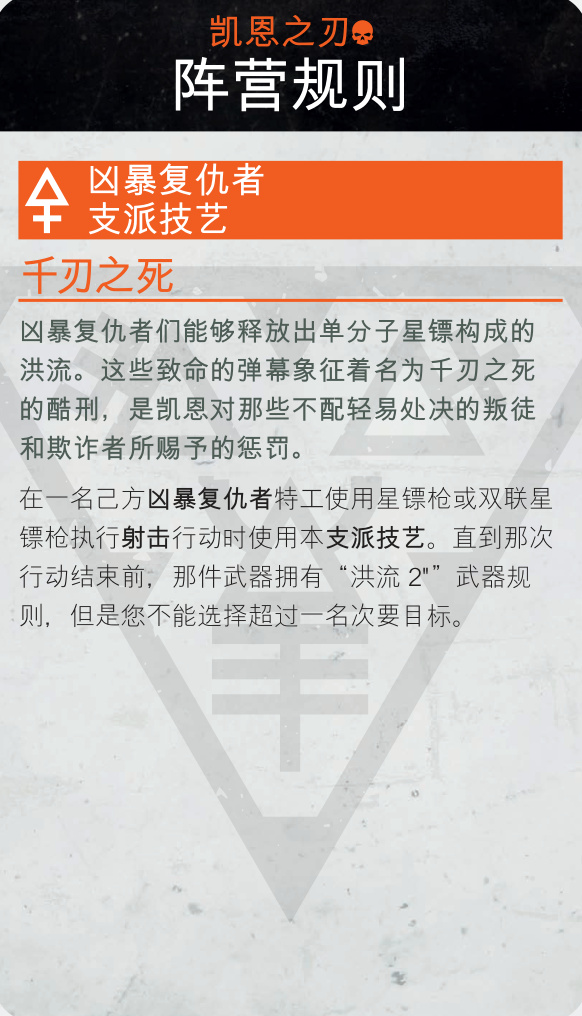 凯恩之刃
阵营规则
凶暴复仇者
支派技艺
千刃之死
凶暴复仇者们能够释放出单分子星镖构成的
洪流。这些致命的弹幕象征着名为千刃之死
的酷刑，是凯恩对那些不配轻易处决的叛徒
和欺诈者所赐予的惩罚。
在一名己方凶暴复仇者特工使用星镖枪或双联星
镖枪执行射击行动时使用本支派技艺。直到那次
行动结束前，那件武器拥有“洪流 2"”武器规
则，但是您不能选择超过一名次要目标。